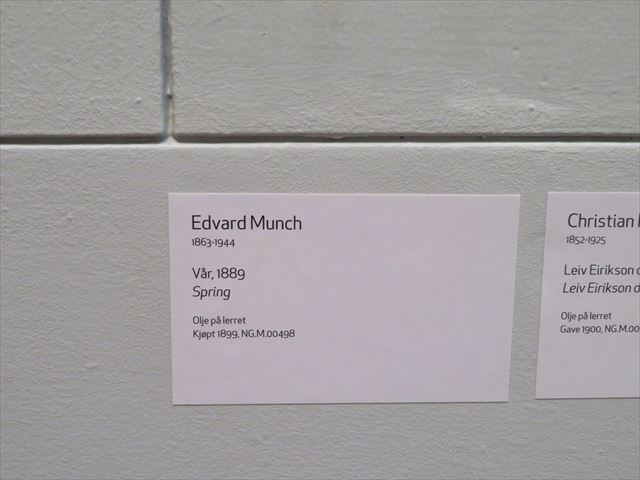 Edvard Munch
1863-1944
Vår, 1889
Spring
Olje på lerret
Kjøpt 1899, NG.M.00498
Christian
1852-1925
Leiv Eirikson
Leiv Eirikson
Olje på lerret
Gave 1900, NG.M.00